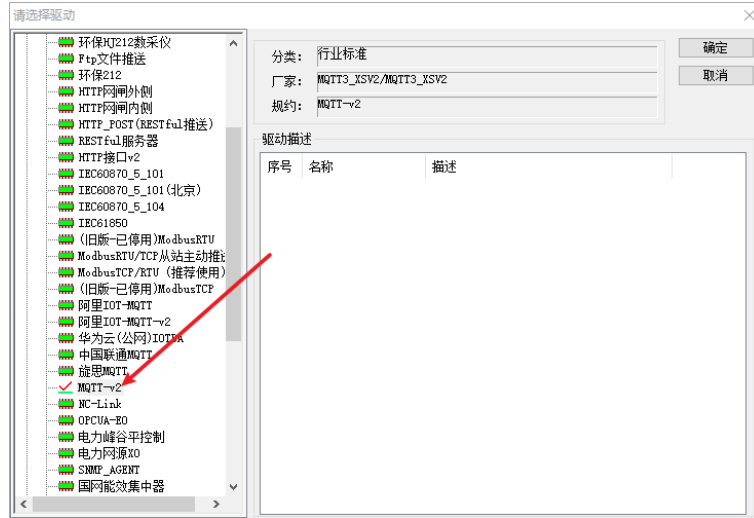 请选择驱动
环保HJ212数采仪
Ftp文件推送
环保212
HTTP网闸外侧
HTTP网闸内侧
HTTP_POST(RESTful推送)
RESTful服务器
HTTP接口v2
IEC60870_5_101
IEC60870_5_101(北京)
IEC60870_5_104
IEC61850
(旧版-已停用)ModbusRTU
ModbusRTU/TCP从站主动推送
ModbusTCP/RTU (推荐使用)
(旧版-已停用)ModbusTCP
阿里IOT-MQTT
阿里IOT-MQTT-v2
华为云(公网)IOTDA
中国联通MQTT
旋思MQTT
MQTT-v2
NC-Link
OPCUA-EO
电力峰谷平控制
电力网源XO
SNMP_AGENT
国网能效集中器
分类: 行业标准
厂家: MQTT3_XSV2/MQTT3_XSV2
规约: MQTT-v2
确定
取消
驱动描述
序号 名称 描述